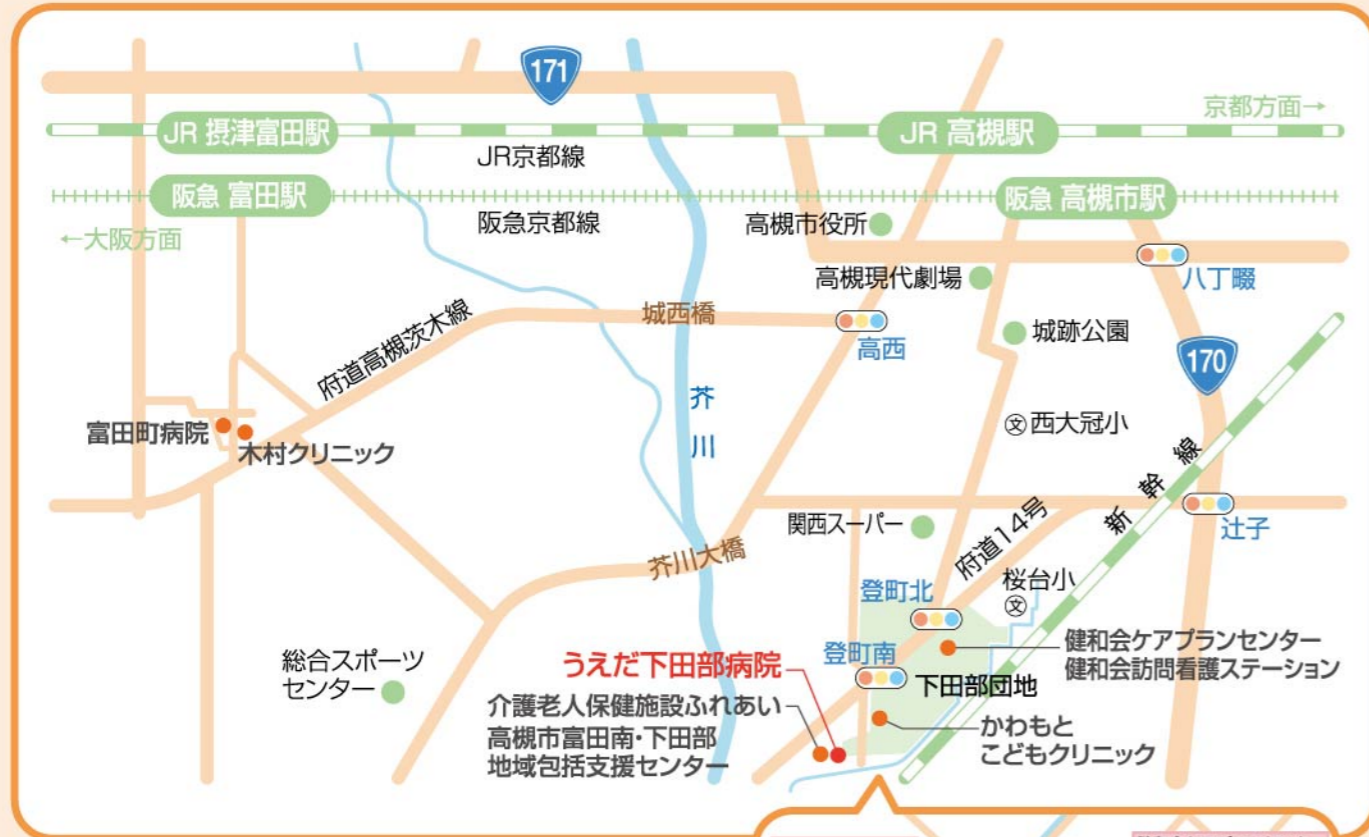 171
京都方面→
JR 摂津富田駅
JR 高槻駅
JR京都線
阪急 富田駅
阪急 高槻市駅
阪急京都線
←大阪方面
高槻市役所
八丁畷
高槻現代劇場
城西橋
高西
城跡公園
170
府道高槻茨木線
芥川
西大冠小
文
富田町病院
木村クリニック
新幹線
辻子
関西スーパー
府道14号
芥川大橋
桜台小
文
登町北
健和会ケアプランセンター
健和会訪問看護ステーション
登町南
総合スポーツ
センター
うえだ下田部病院
下田部団地
介護老人保健施設ふれあい
高槻市富田南・下田部
地域包括支援センター
かわもと
こどもクリニック